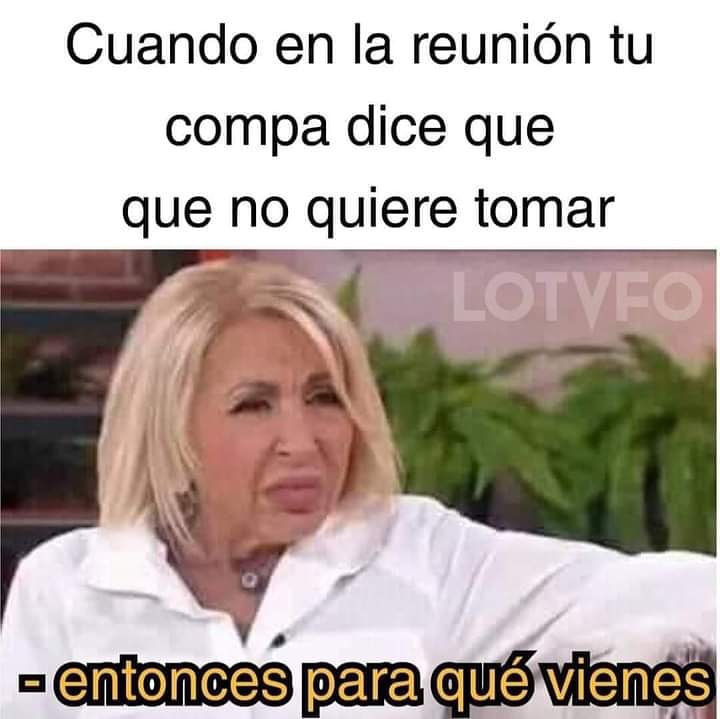 Cuando en la reunión tu
compa dice que
que no quiere tomar
LOTVFO
- entonces para qué vienes